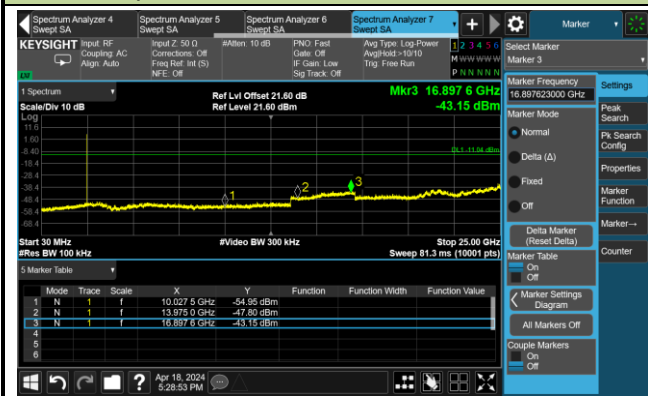 Spectrum Analyzer 4
Swept SA
Spectrum Analyzer 5
Swept SA
Spectrum Analyzer 6
Swept SA
Spectrum Analyzer 7
Swept SA
Marker
KEYSIGHT
Input: RF
Coupling: AC
Align: Auto
Input Z: 50 Ω
Corrections: Off
Freq Ref: Int (S)
NFE: Off
#Atten: 10 dB
PNO: Fast
Gate: Off
IF Gain: Low
Sig Track: Off
Avg Type: Log-Power
Avg|Hold:>10/10
Trig: Free Run
1 2 3 4 5 6
M W W W W W
P N N N N N
Select Marker
Marker 3
1 Spectrum
Scale/Div 10 dB
Log
Ref Lvl Offset 21.60 dB
Ref Level 21.60 dBm
Mkr3 16.897 6 GHz
-43.15 dBm
11.6
1.60
-8.40
-18.4
-28.4
-38.4
-48.4
-58.4
-68.4
DL1 -11.04 dBm
1
2
3
Start 30 MHz
#Res BW 100 kHz
#Video BW 300 kHz
Stop 25.00 GHz
Sweep 81.3 ms (10001 pts)
5 Marker Table
Mode Trace Scale X Y Function Function Width Function Value
1 N 1 f 10.027 5 GHz -54.95 dBm
2 N 1 f 13.975 0 GHz -47.80 dBm
3 N 1 f 16.897 6 GHz -43.15 dBm
4
5
6
Marker Frequency
16.897623000 GHz
Marker Mode
Normal
Delta (Δ)
Fixed
Off
Delta Marker
(Reset Delta)
Marker Table
On
Off
Marker Settings
Diagram
All Markers Off
Couple Markers
On
Off
Settings
Peak
Search
Pk Search
Config
Properties
Marker
Function
Marker→
Counter
Apr 18, 2024
5:28:53 PM